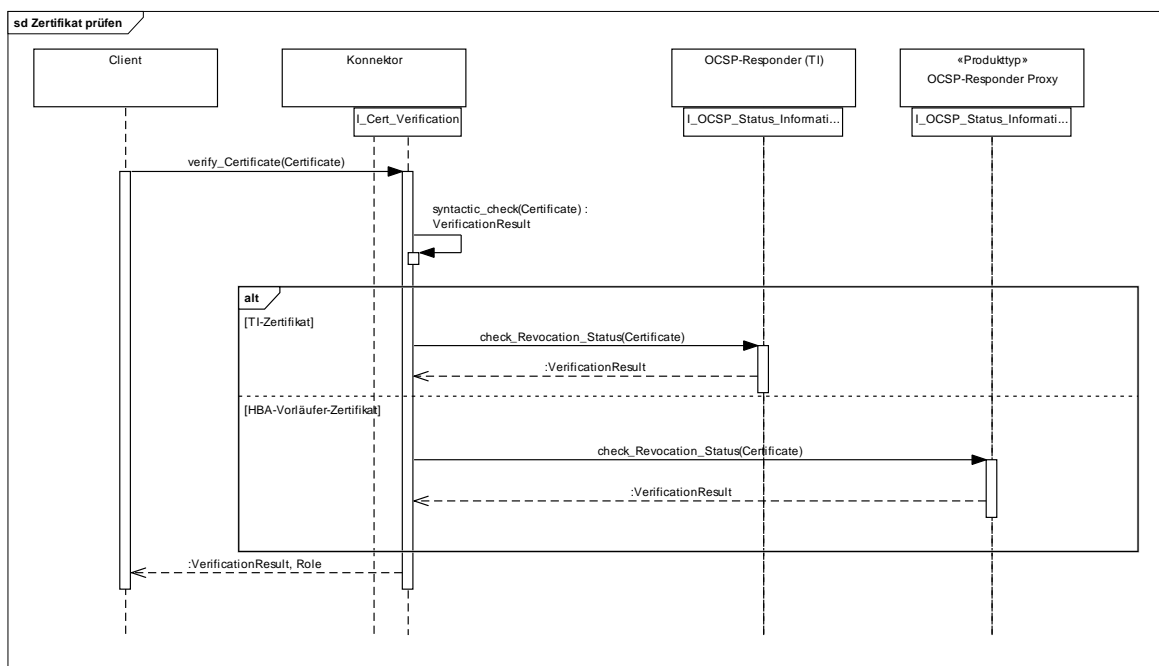 sd Zertifikat prüfen
Client
Konnektor
OCSP-Responder (TI)
«Produkttyp»
OCSP-Responder Proxy
I_Cert_Verification
I_OCSP_Status_Informati...
I_OCSP_Status_Informati...
verify_Certificate(Certificate)
syntactic_check(Certificate) :
VerificationResult
alt
[TI-Zertifikat]
check_Revocation_Status(Certificate)
:VerificationResult
[HBA-Vorläufer-Zertifikat]
check_Revocation_Status(Certificate)
:VerificationResult
:VerificationResult, Role